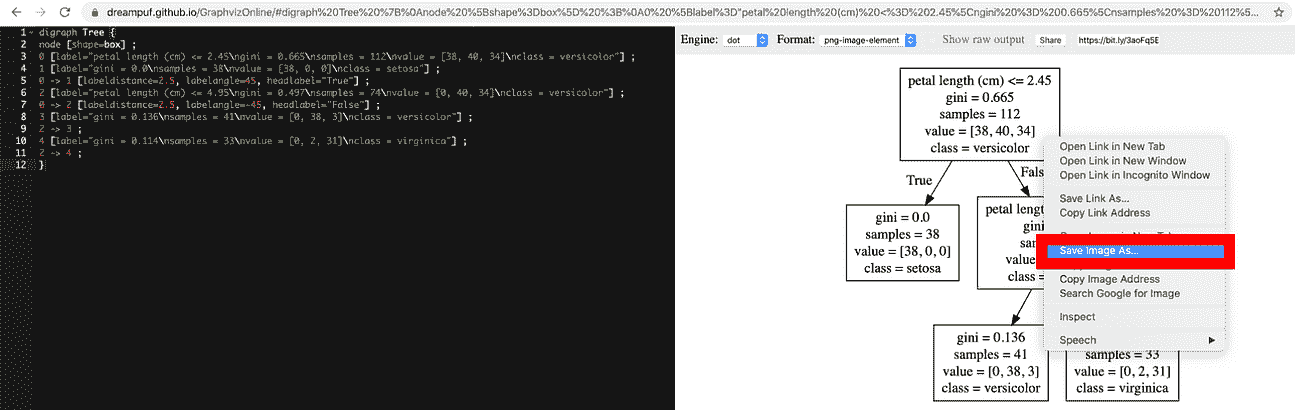 dreampuf.github.io/GraphvizOnline/#digraph%20Tree%20%7B%0Anode%20%5Bshape%3Dbox%5D%20%3B%0A0%20%5Blabel%3D"petal%20length%20(cm)%20<%3D%202.45%5Cngini%20%3D%200.665%5Cnsamples%20%3D%20112%5...
1 digraph Tree {
2 node [shape=box] ;
3 0 [label="petal length (cm) <= 2.45\ngini = 0.665\nsamples = 112\nvalue = [38, 40, 34]\nclass = versicolor"] ;
4 1 [label="gini = 0.0\nsamples = 38\nvalue = [38, 0, 0]\nclass = setosa"] ;
5 0 -> 1 [labeldistance=2.5, labelangle=45, headlabel="True"] ;
6 2 [label="petal length (cm) <= 4.95\ngini = 0.497\nsamples = 74\nvalue = [0, 40, 34]\nclass = versicolor"] ;
7 0 -> 2 [labeldistance=2.5, labelangle=-45, headlabel="False"] ;
8 3 [label="gini = 0.136\nsamples = 41\nvalue = [0, 38, 3]\nclass = versicolor"] ;
9 2 -> 3 ;
10 4 [label="gini = 0.114\nsamples = 33\nvalue = [0, 2, 31]\nclass = virginica"] ;
11 2 -> 4 ;
12 }
Engine: dot Format: png-image-element Show raw output Share https://bit.ly/3aoFq5E
petal length (cm) <= 2.45
gini = 0.665
samples = 112
value = [38, 40, 34]
class = versicolor
True
Fals
gini = 0.0
samples = 38
value = [38, 0, 0]
class = setosa
petal leng
gini
sam
value
class =
Open Link in New Tab
Open Link in New Window
Open Link in Incognito Window
Save Link As...
Copy Link Address
Save Image As...
Copy Image Address
Search Google for Image
Inspect
Speech
gini = 0.136
samples = 41
value = [0, 38, 3]
class = versicolor
samples = 33
value = [0, 2, 31]
class = virginica